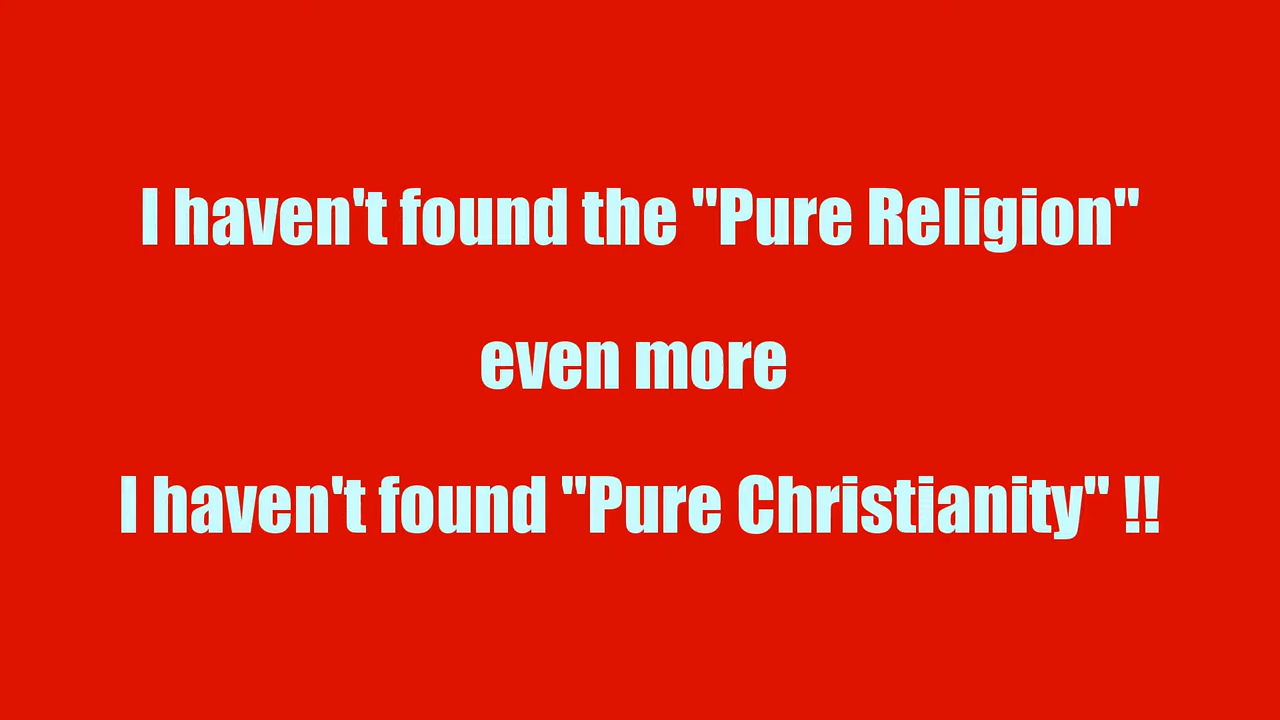 I haven't found the "Pure Religion"
even more
I haven't found "Pure Christianity" !!